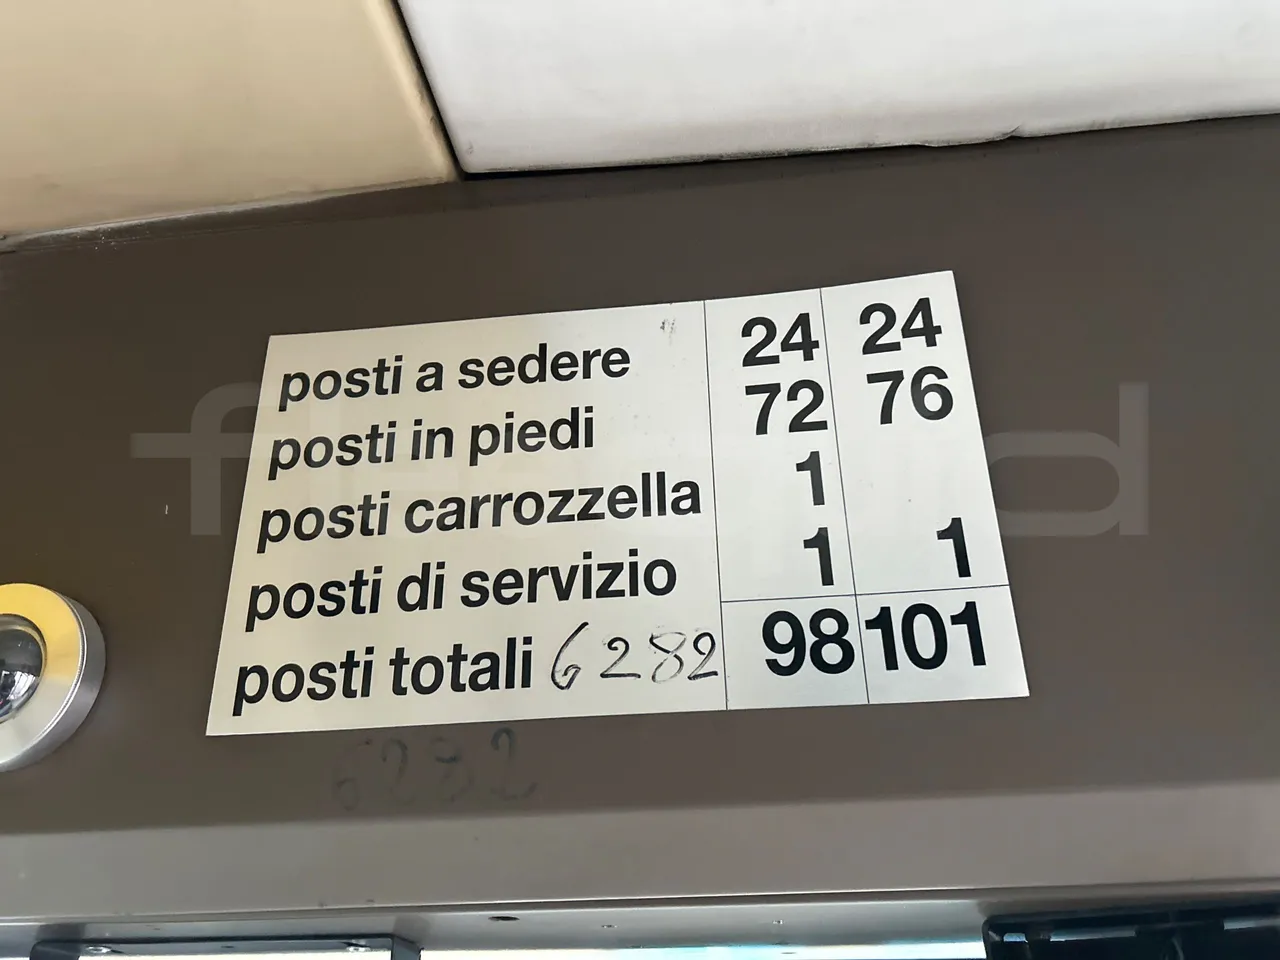 posti a sedere 24 24
posti in piedi 72 76
posti carrozzella 1
posti di servizio 1 1
posti totali 6282 98 101
6282